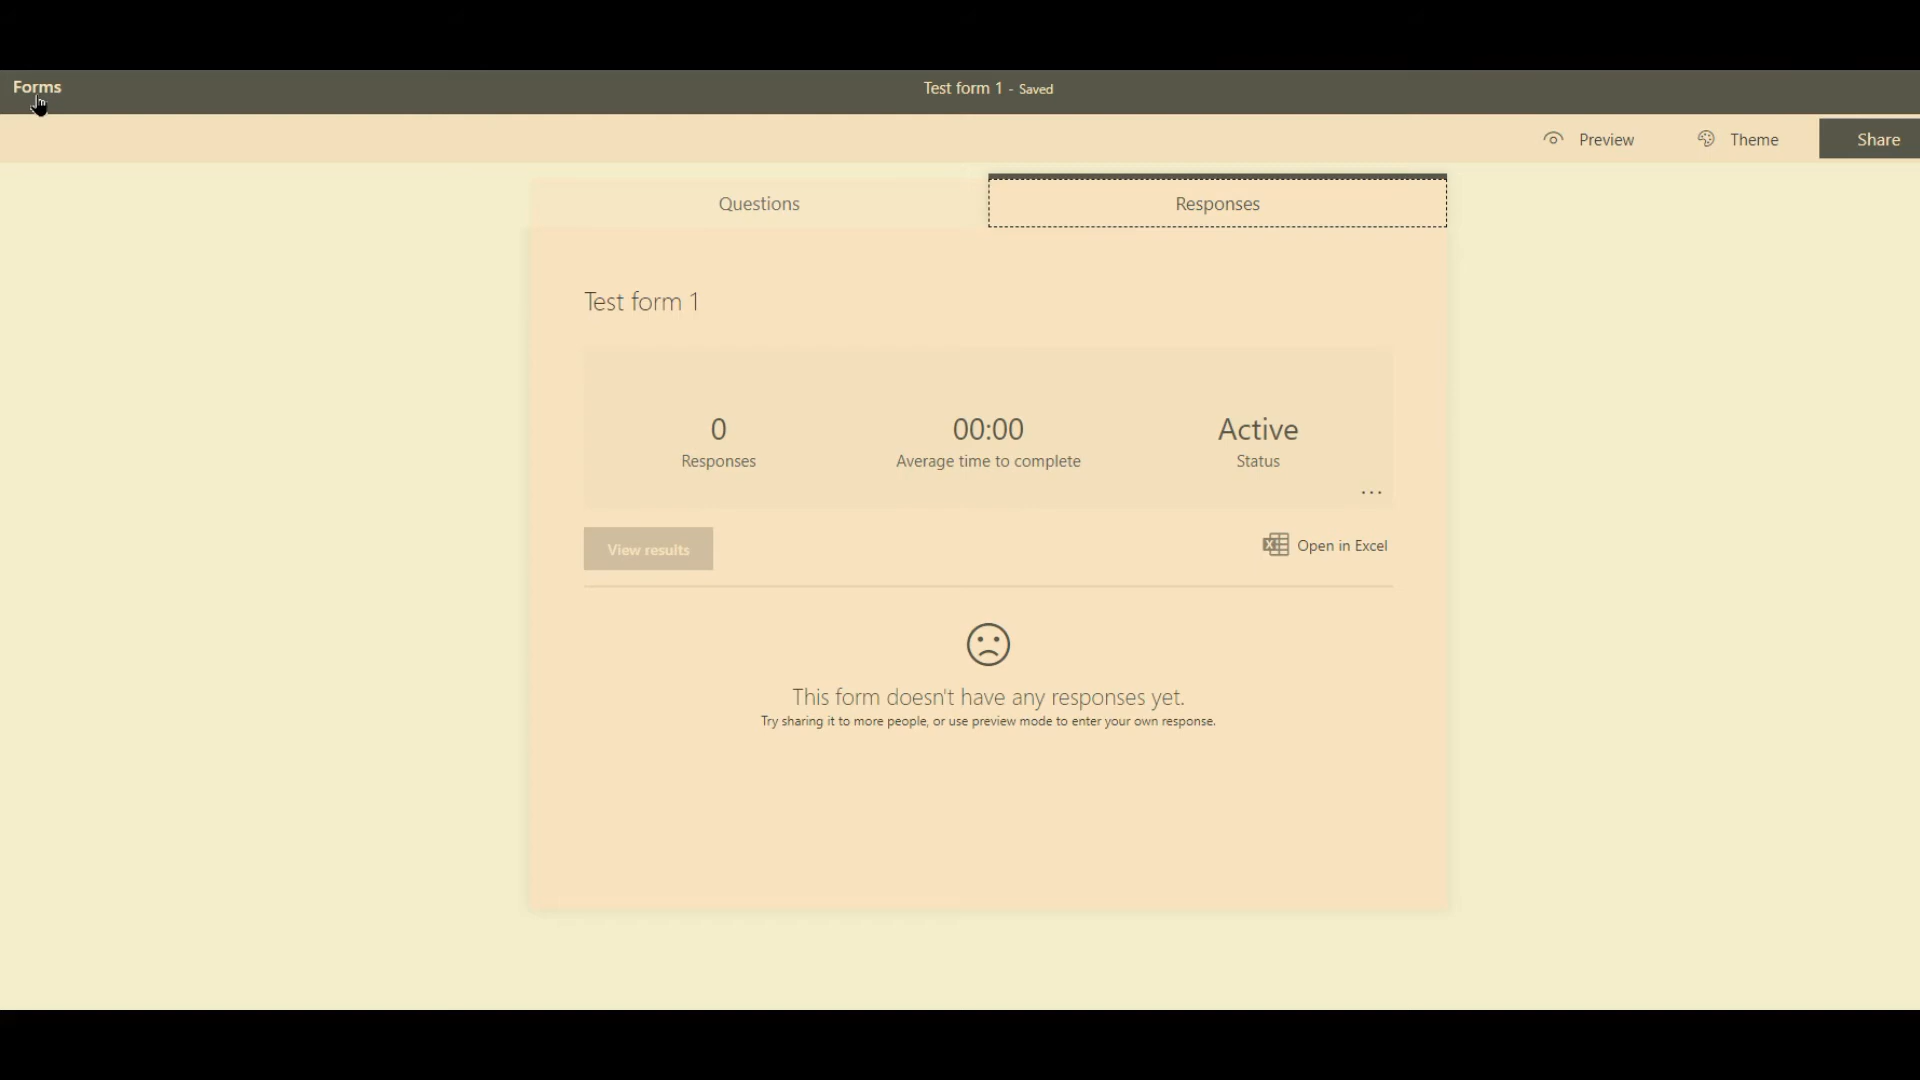 Forms
Test form 1 - Saved
Preview
Theme
Share
Questions
Responses
Test form 1
0
Responses
00:00
Average time to complete
Active
Status
...
View results
Open in Excel
This form doesn't have any responses yet.
Try sharing it to more people, or use preview mode to enter your own response.